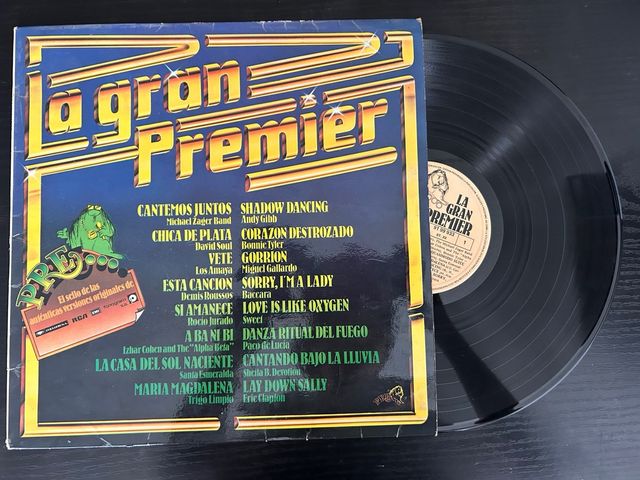 La gran
Premier
CANTEMOS JUNTOS
Michael Zager Band
CHICA DE PLATA
David Soul
VETE
Los Amaya
ESTA CANCION
Demis Roussos
SI AMANECE
Rocio Jurado
A BA NI BI
Izhar Cohen and The "Alpha Beta"
LA CASA DEL SOL NACIENTE
Santa Esmeralda
MARIA MAGDALENA
Trigo Limpio
SHADOW DANCING
Andy Gibb
CORAZON DESTROZADO
Bonnie Tyler
GORRION
Miguel Gallardo
SORRY, I'M A LADY
Baccara
LOVE IS LIKE OXYGEN
Sweet
DANZA RITUAL DEL FUEGO
Paco de Lucia
CANTANDO BAJO LA LLUVIA
Sheila B. Devotion
LAY DOWN SALLY
Eric Clapton
PRE...
El sello de las
auténticas versiones originales de
RCA
EMI
LA
GRAN
PREMIER
1